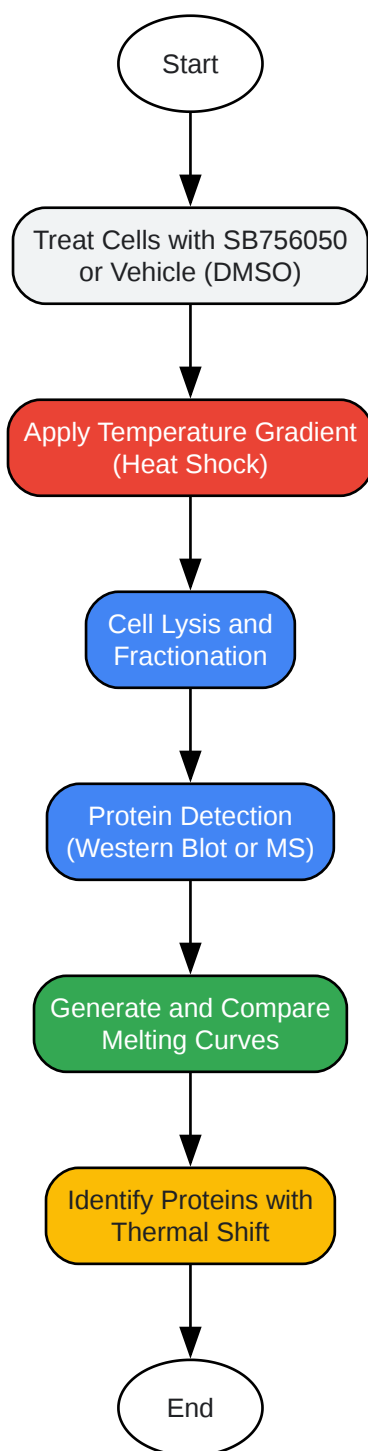 Start
Treat Cells with SB756050
or Vehicle (DMSO)
Apply Temperature Gradient
(Heat Shock)
Cell Lysis and
Fractionation
Protein Detection
(Western Blot or MS)
Generate and Compare
Melting Curves
Identify Proteins with
Thermal Shift
End